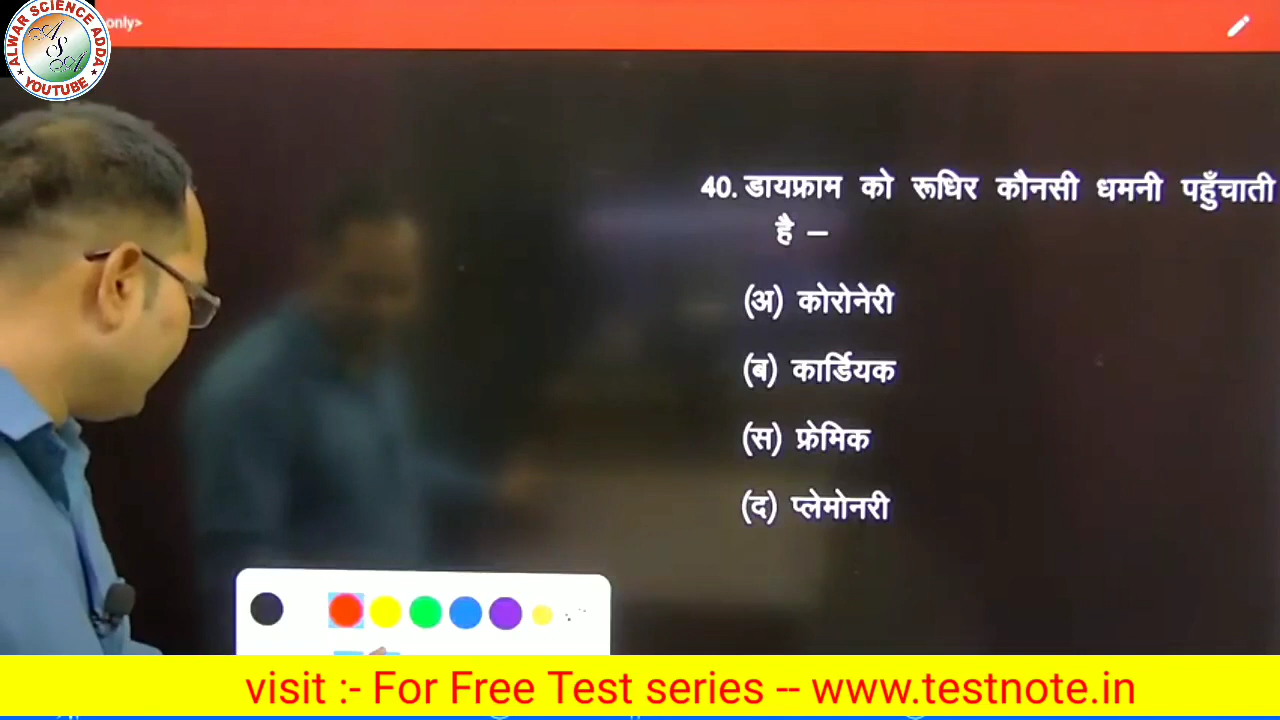 only>
ALWAR SCIENCE ADDA
ASA
YOUTUBE
40. डायफ्राम को रूधिर कौनसी धमनी पहुँचाती
है –
(अ) कोरोनेरी
(ब) कार्डियक
(स) फ्रेमिक
(द) प्लेमोनरी
visit :- For Free Test series -- www.testnote.in